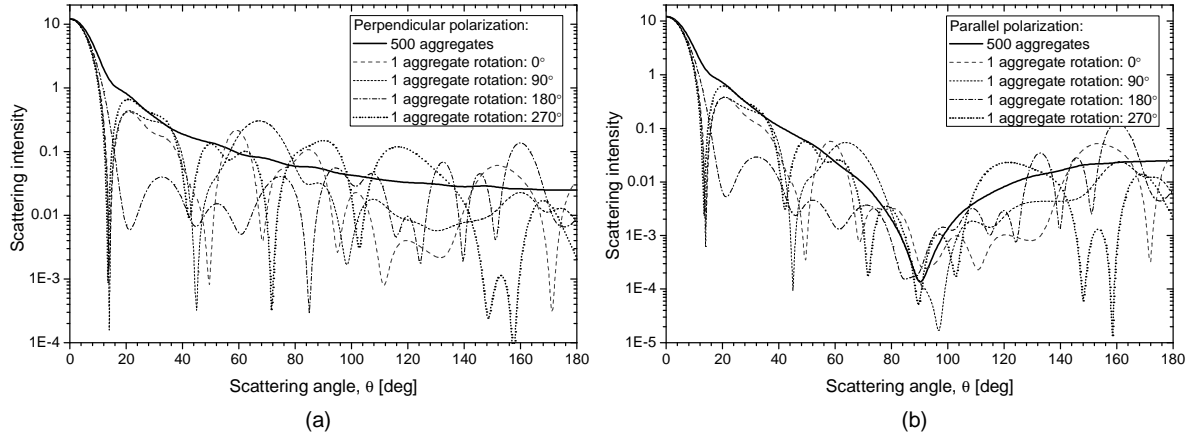 Perpendicular polarization:
500 aggregates
1 aggregate rotation: 0°
1 aggregate rotation: 90°
1 aggregate rotation: 180°
1 aggregate rotation: 270°
10
1
0.1
0.01
1E-3
1E-4
Scattering intensity
0 20 40 60 80 100 120 140 160 180
Scattering angle, θ [deg]
(a)
Parallel polarization:
500 aggregates
1 aggregate rotation: 0°
1 aggregate rotation: 90°
1 aggregate rotation: 180°
1 aggregate rotation: 270°
10
1
0.1
0.01
1E-3
1E-4
1E-5
Scattering intensity
0 20 40 60 80 100 120 140 160 180
Scattering angle, θ [deg]
(b)